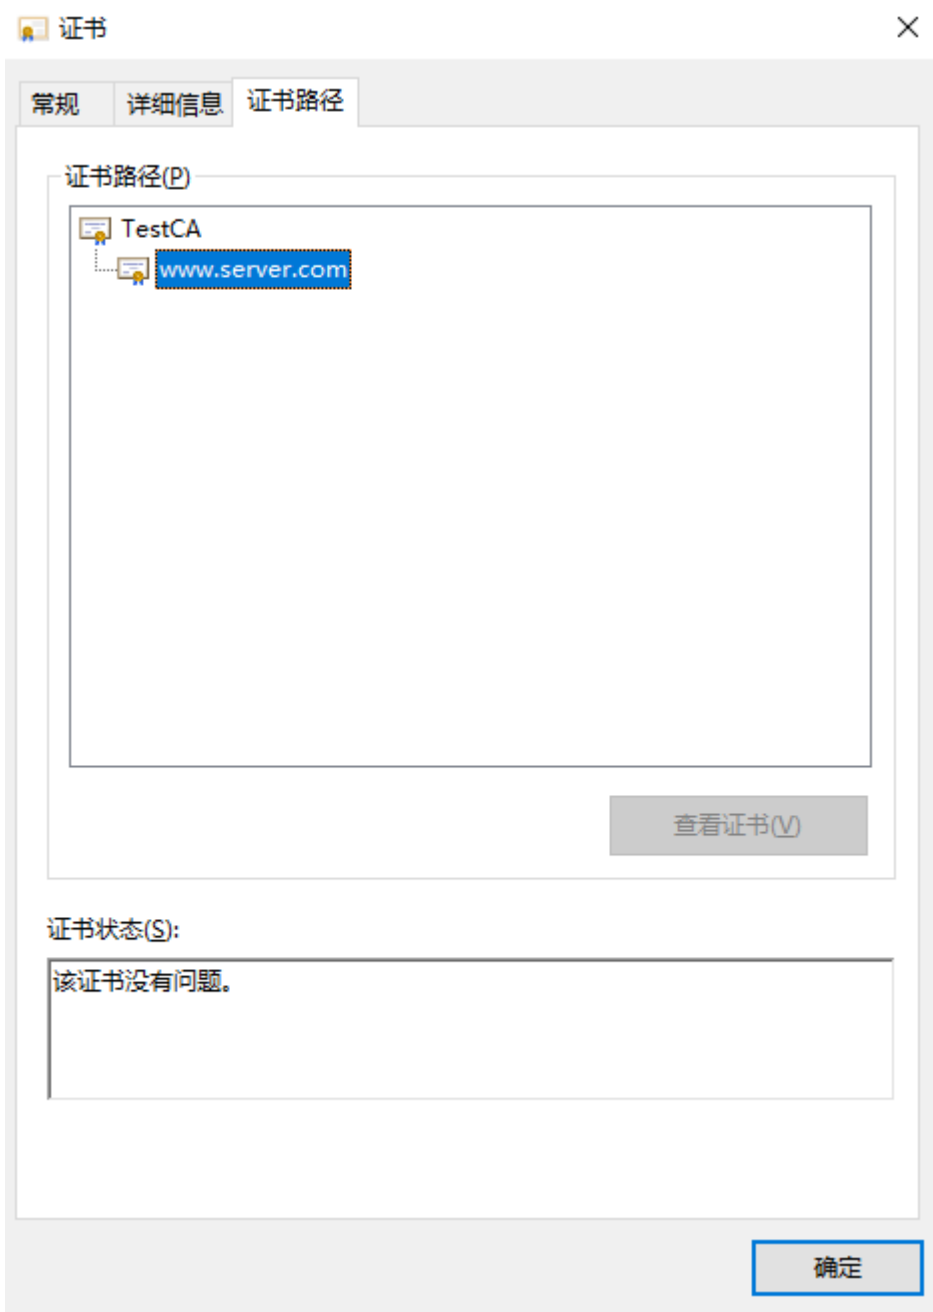 证书
常规 详细信息 证书路径
证书路径(P)
TestCA
www.server.com
查看证书(V)
证书状态(S):
该证书没有问题。
确定